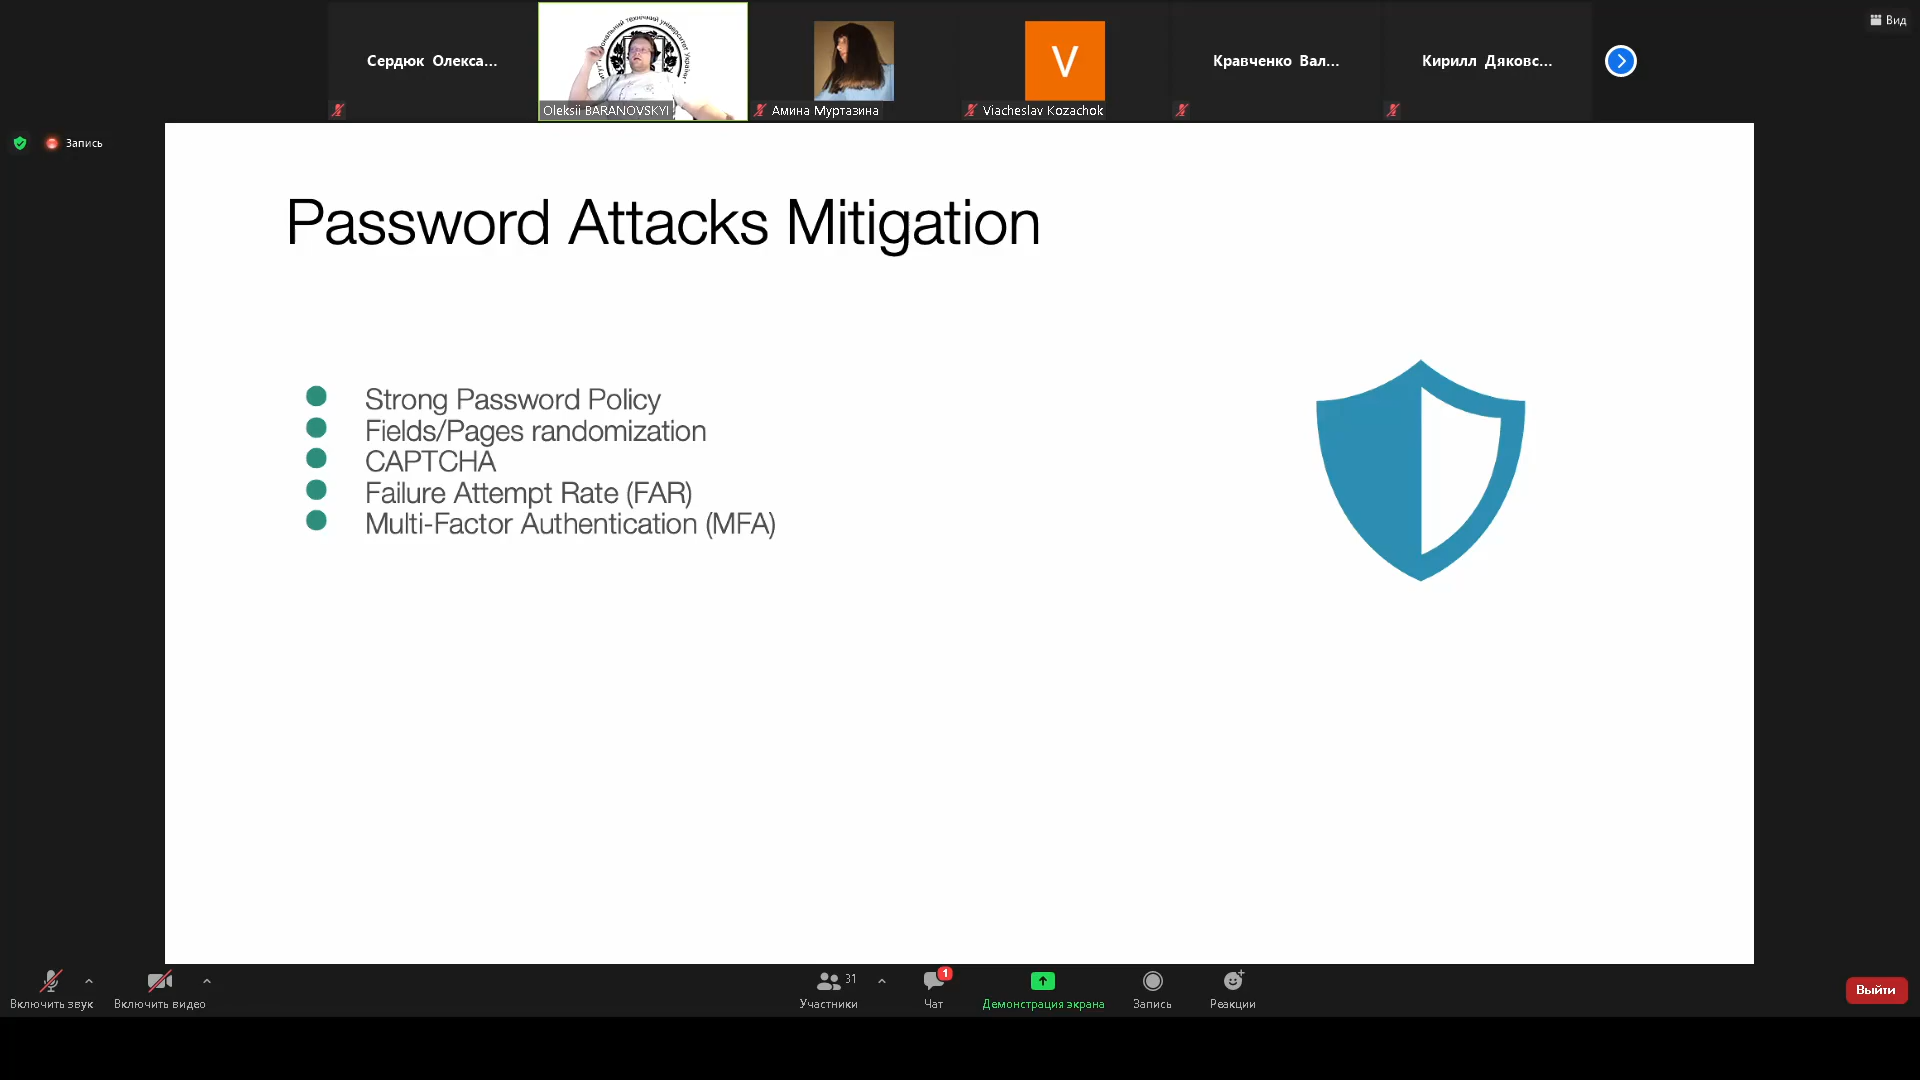 Вид
Сердюк Олекса...
Кравченко Вал...
Кирилл Дяковс...
V
Oleksii BARANOVSKYI
Амина Муртазина
Viacheslav Kozachok
Запись
Password Attacks Mitigation
Strong Password Policy
Fields/Pages randomization
CAPTCHA
Failure Attempt Rate (FAR)
Multi-Factor Authentication (MFA)
31
1
Включить звук
Включить видео
Участники
Чат
Демонстрация экрана
Запись
Реакции
Выйти